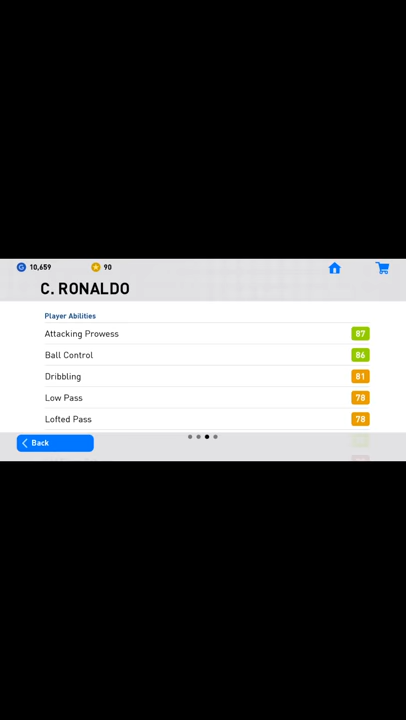 10,659 90
C. RONALDO
Player Abilities
Attacking Prowess 87
Ball Control 86
Dribbling 81
Low Pass 78
Lofted Pass 78
Back